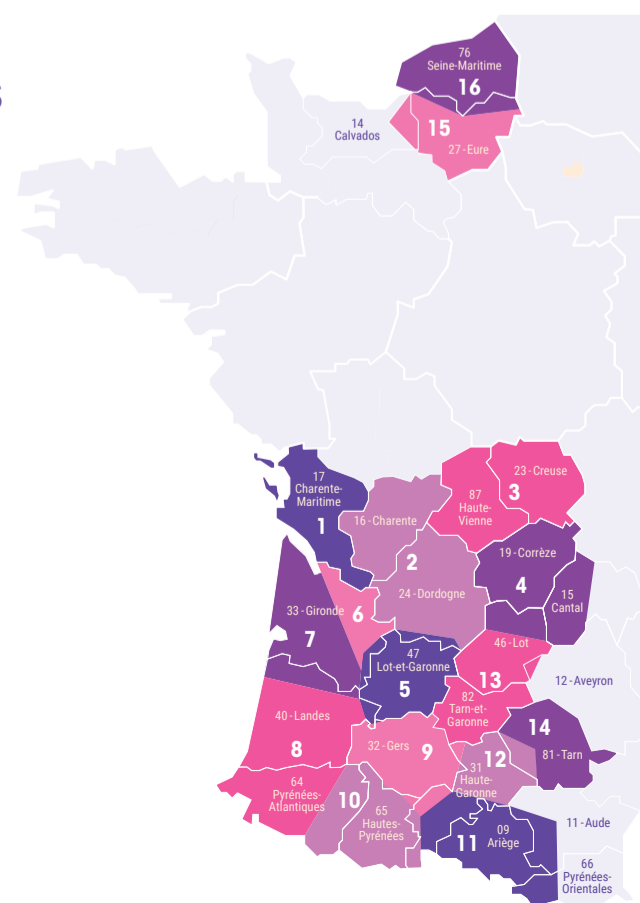 S
76
Seine-Maritime
16
14
Calvados
15
27-Eure
17
Charente-
Maritime
1
23-Creuse
3
87
Haute-
Vienne
16-Charente
2
19-Corrèze
4
24-Dordogne
15
Cantal
33-Gironde
6
7
46-Lot
47
Lot-et-Garonne
5
13
12-Aveyron
82
Tarn-et-
Garonne
40-Landes
8
14
32-Gers
9
12
81-Tarn
31
Haute-
Garonne
64
Pyrénées-
Atlantiques
10
65
Hautes-
Pyrénées
11-Aude
09
Ariège
11
66
Pyrénées-
Orientales